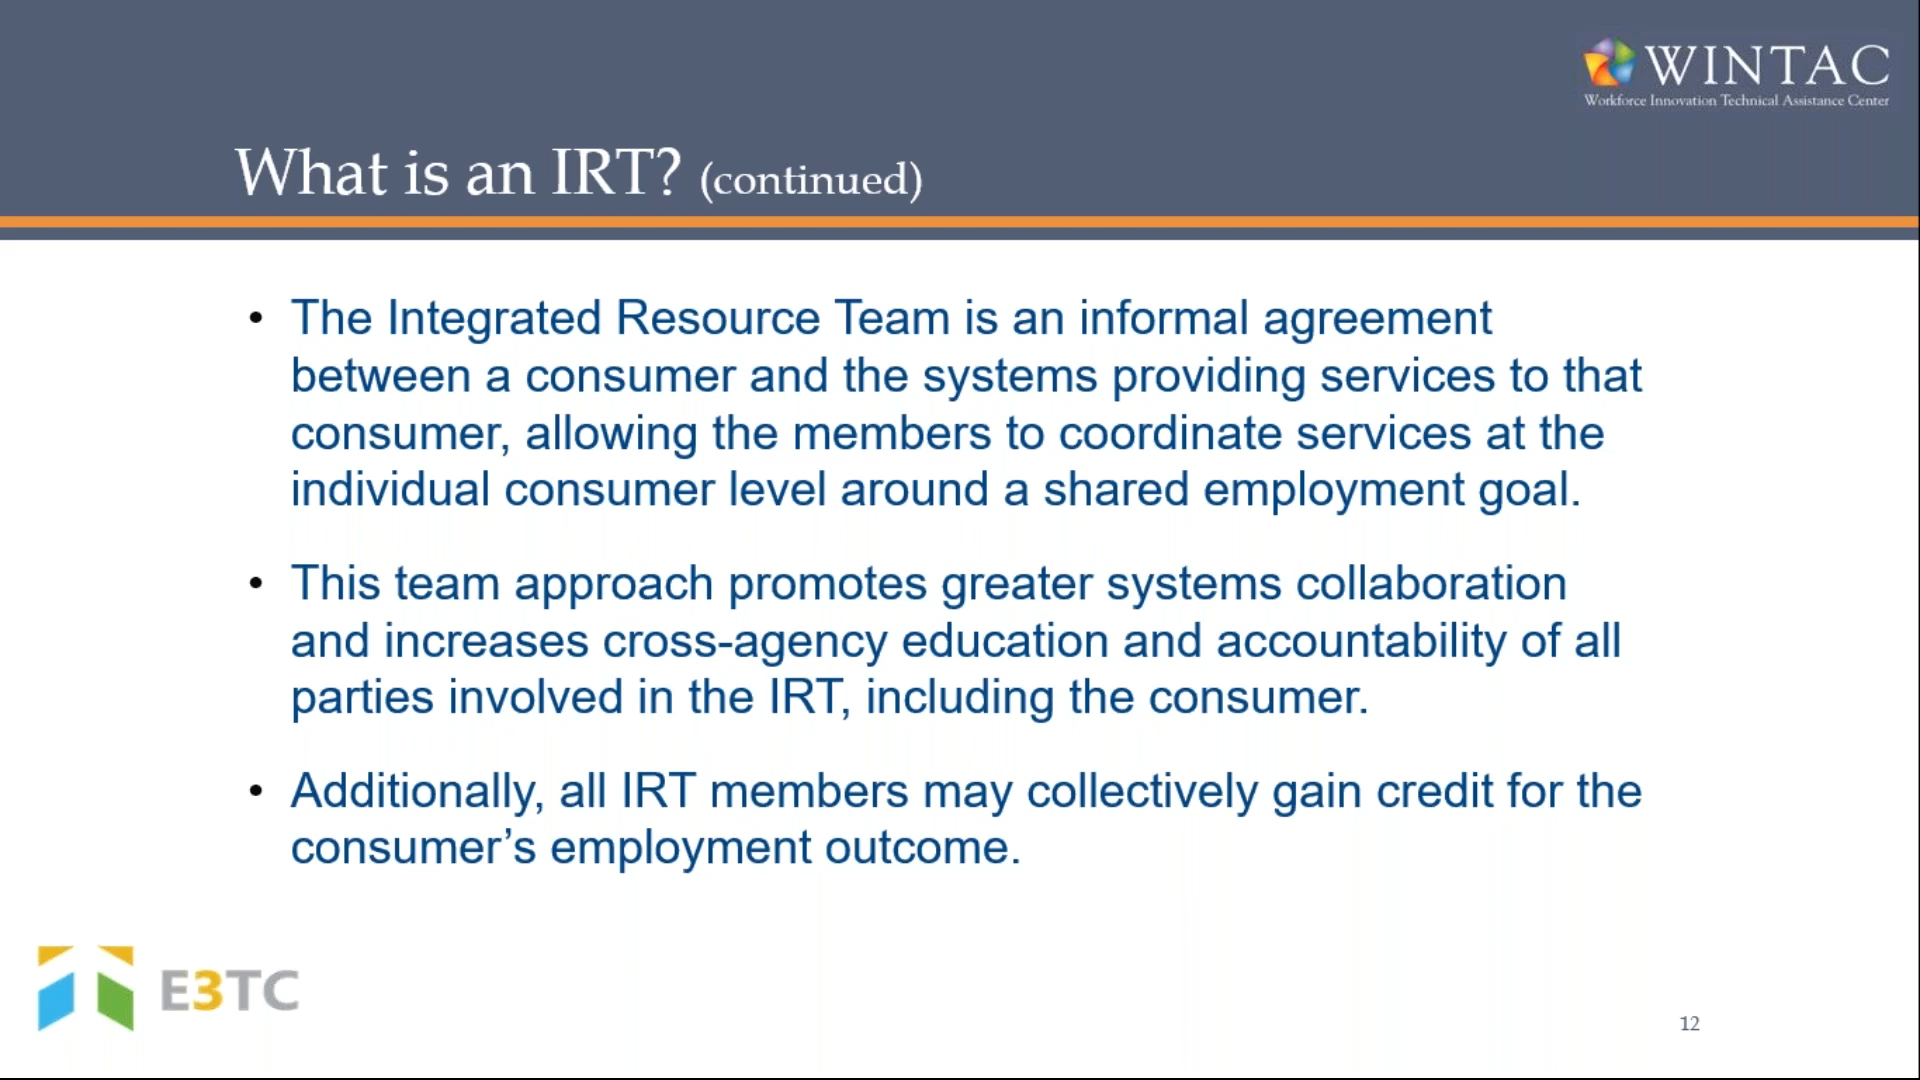 WINTAC
Workforce Innovation Technical Assistance Center
What is an IRT? (continued)
• The Integrated Resource Team is an informal agreement
between a consumer and the systems providing services to that
consumer, allowing the members to coordinate services at the
individual consumer level around a shared employment goal.
• This team approach promotes greater systems collaboration
and increases cross-agency education and accountability of all
parties involved in the IRT, including the consumer.
• Additionally, all IRT members may collectively gain credit for the
consumer’s employment outcome.
E3TC
12